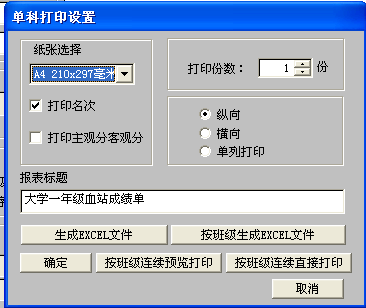 单科打印设置
纸张选择
A4 210x297毫米
打印份数： 1 份
打印名次
打印主观分客观分
纵向
横向
单列打印
报表标题
大学一年级血站成绩单
生成EXCEL文件 按班级生成EXCEL文件
确定 按班级连续预览打印 按班级连续直接打印
取消